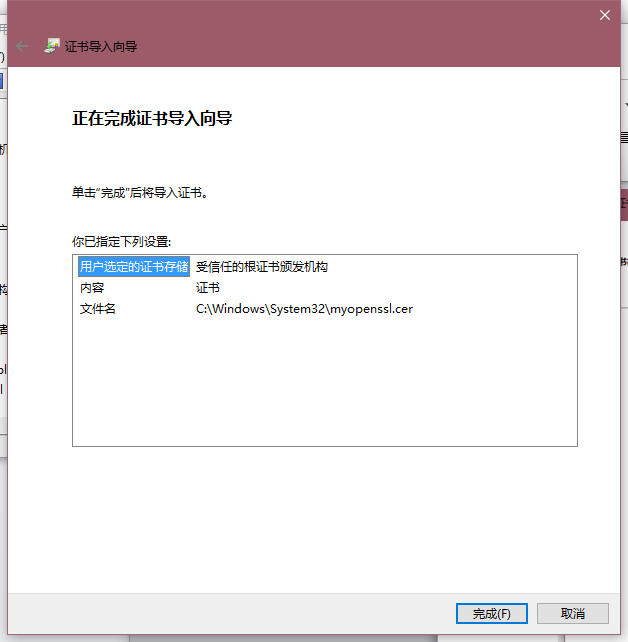 证书导入向导
正在完成证书导入向导
单击“完成”后将导入证书。
你已指定下列设置:
用户选定的证书存储 受信任的根证书颁发机构
内容 证书
文件名 C:\Windows\System32\myopenssl.cer
完成(F) 取消